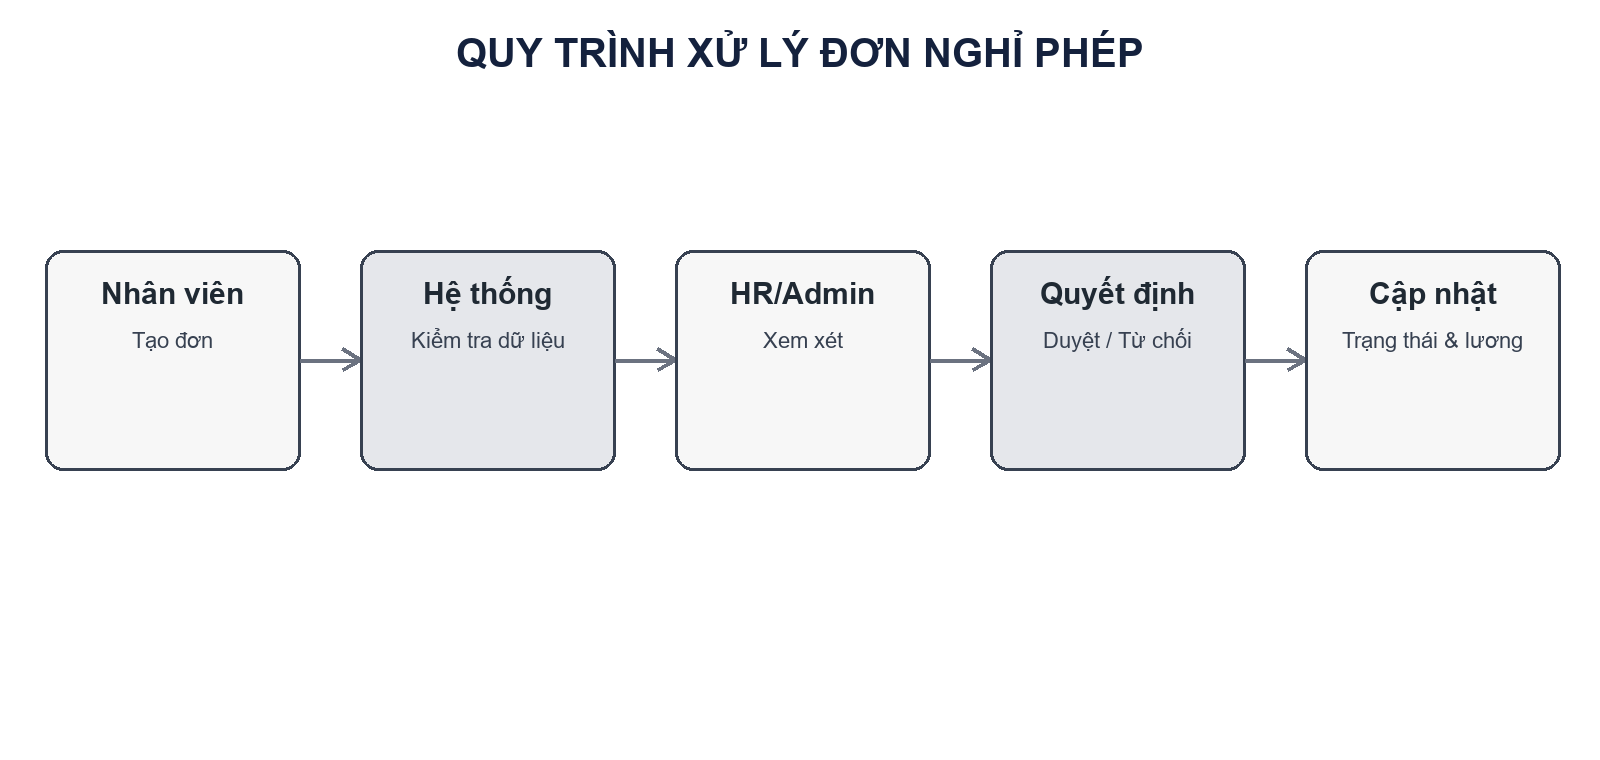 QUY TRÌNH XỬ LÝ ĐƠN NGHỈ PHÉP
Nhân viên
Tạo đơn
Hệ thống
Kiểm tra dữ liệu
HR/Admin
Xem xét
Quyết định
Duyệt / Từ chối
Cập nhật
Trạng thái & lương